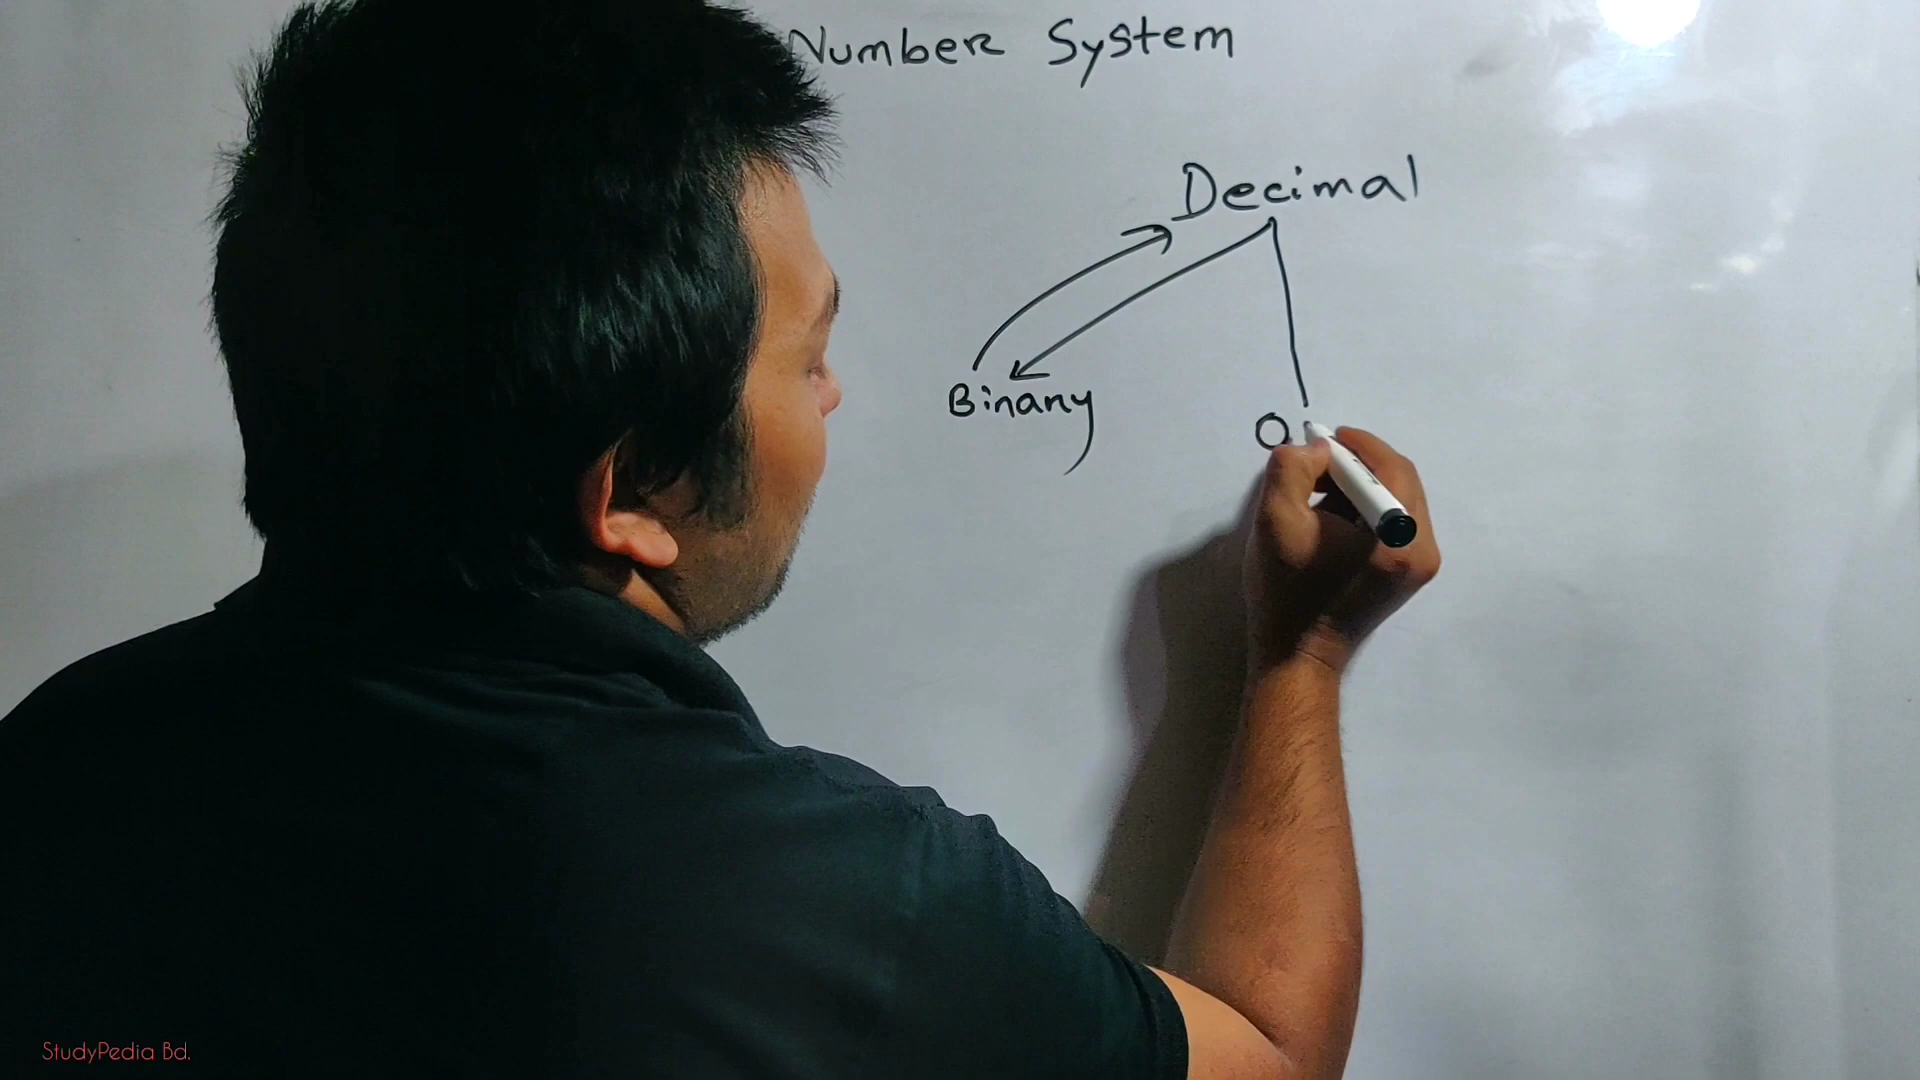 Number System
Decimal
Binary
O
StudyPedia Bd.